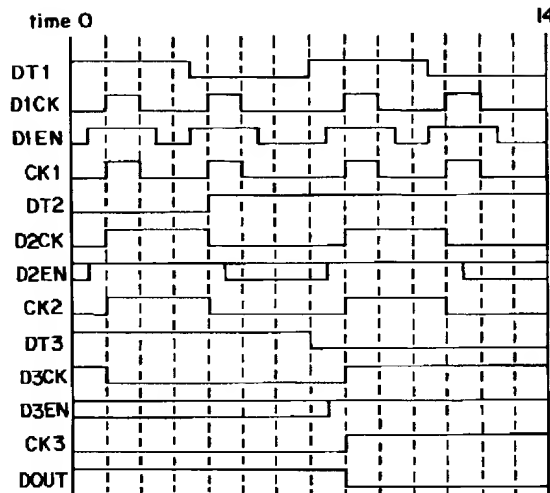 time 0
14
DT1
D1CK
D1EN
CK1
DT2
D2CK
D2EN
CK2
DT3
D3CK
D3EN
CK3
DOUT